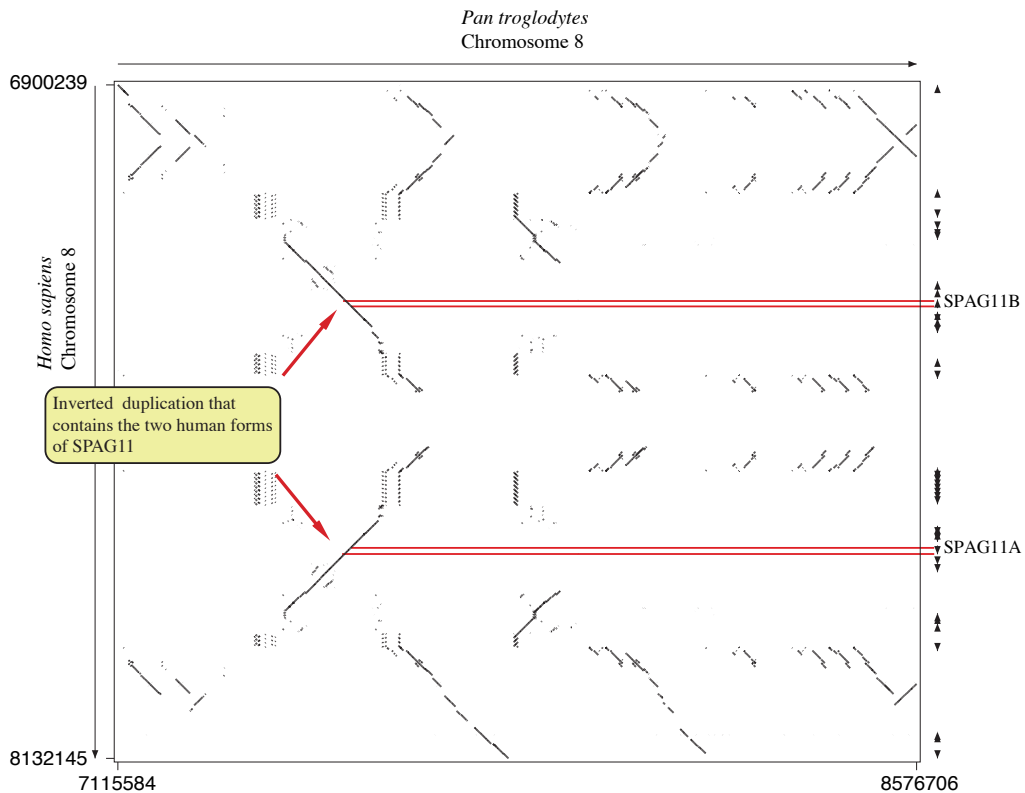 Pan troglodytes
Chromosome 8
6900239
Homo sapiens
Chromosome 8
SPAG11B
Inverted duplication that
contains the two human forms
of SPAG11
SPAG11A
8132145
7115584
8576706